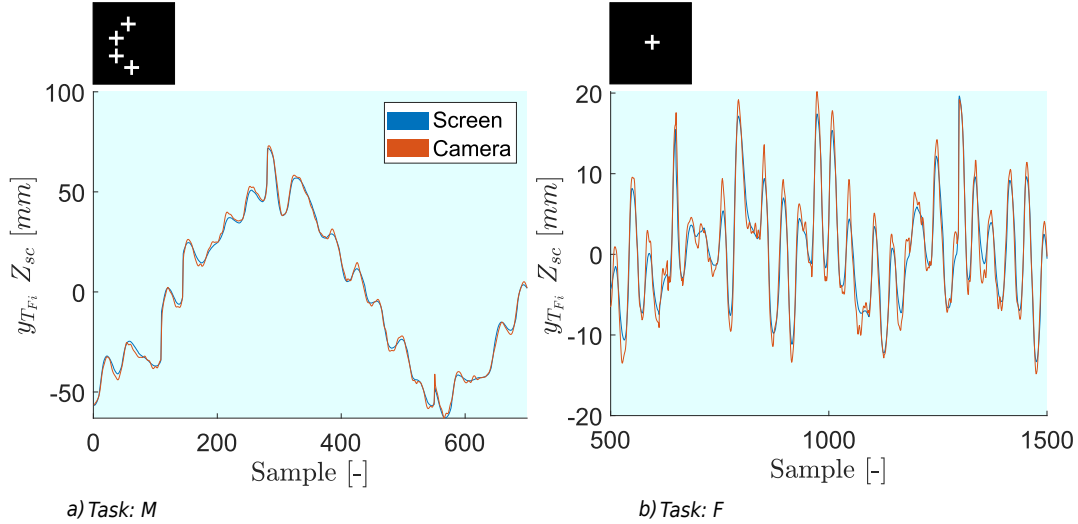 100
50
0
-50
0
200
400
600
y_{T_{Fi}} Z_{sc} [mm]
Sample [-]
Screen
Camera
a) Task: M
20
10
0
-10
-20
500
1000
1500
y_{T_{Fi}} Z_{sc} [mm]
Sample [-]
b) Task: F